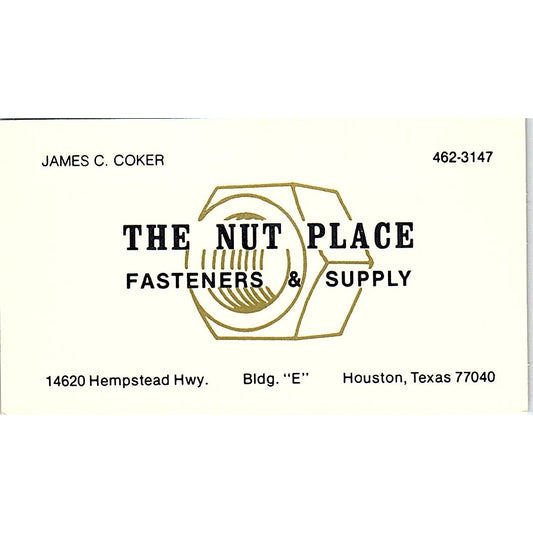 JAMES C. COKER 462-3147
THE NUT PLACE
FASTENERS & SUPPLY
14620 Hempstead Hwy. Bldg. "E" Houston, Texas 77040